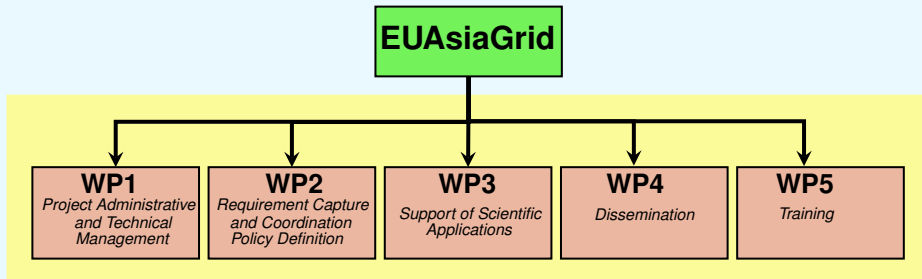 EUAsiaGrid
WP1
Project Administrative
and Technical
Management
WP2
Requirement Capture
and Coordination
Policy Definition
WP3
Support of Scientific
Applications
WP4
Dissemination
WP5
Training